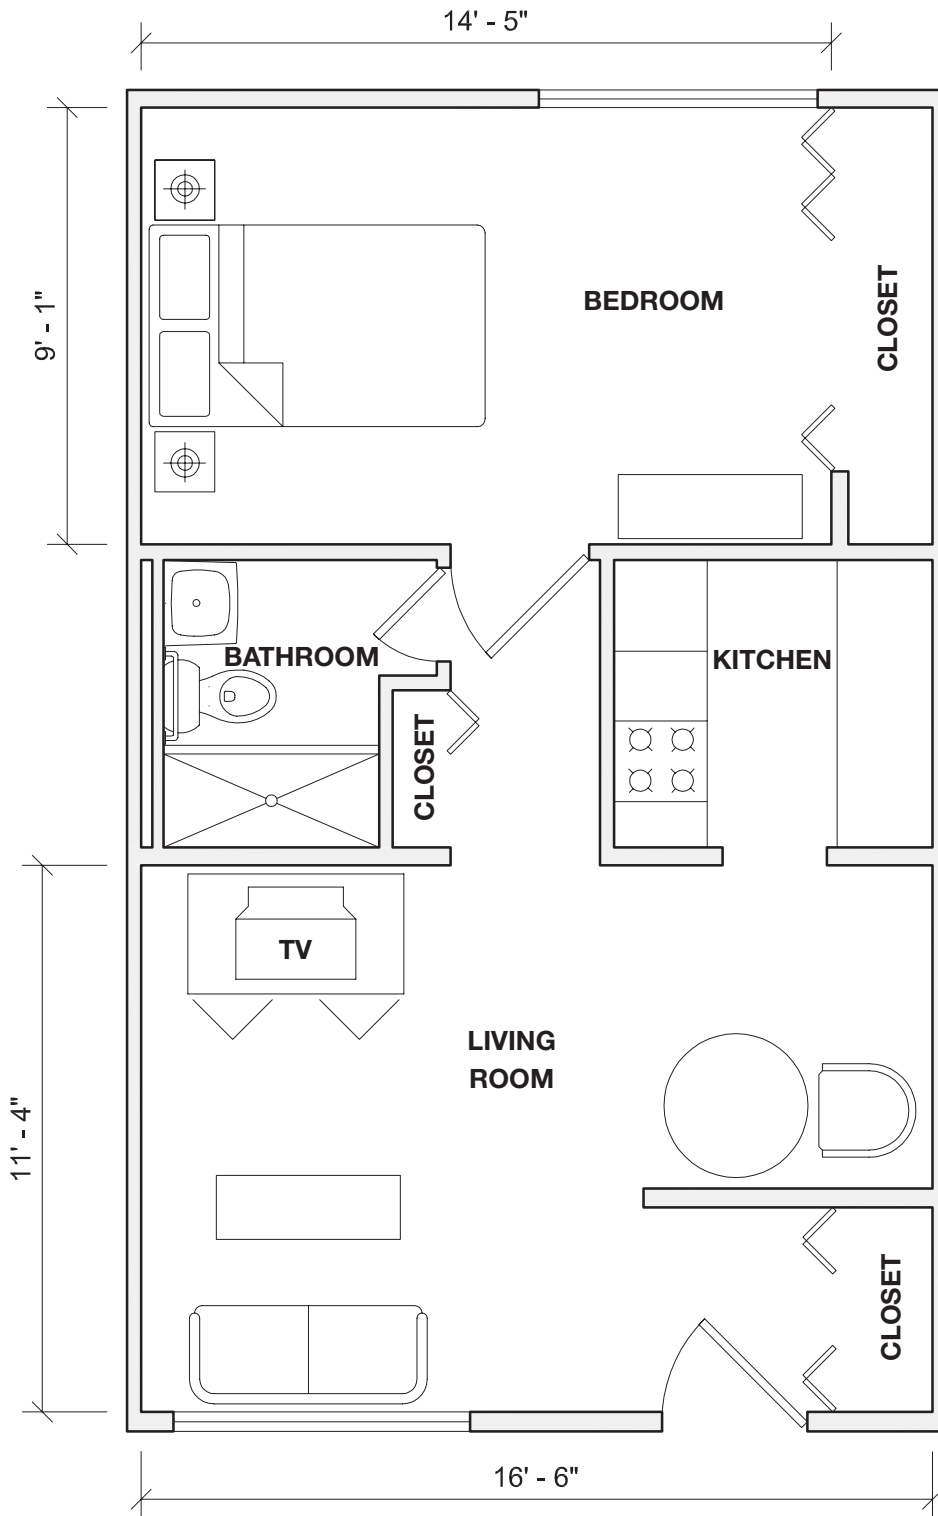 14' - 5"
9' - 1"
BEDROOM
CLOSET
BATHROOM
KITCHEN
CLOSET
TV
LIVING
ROOM
11' - 4"
CLOSET
16' - 6"